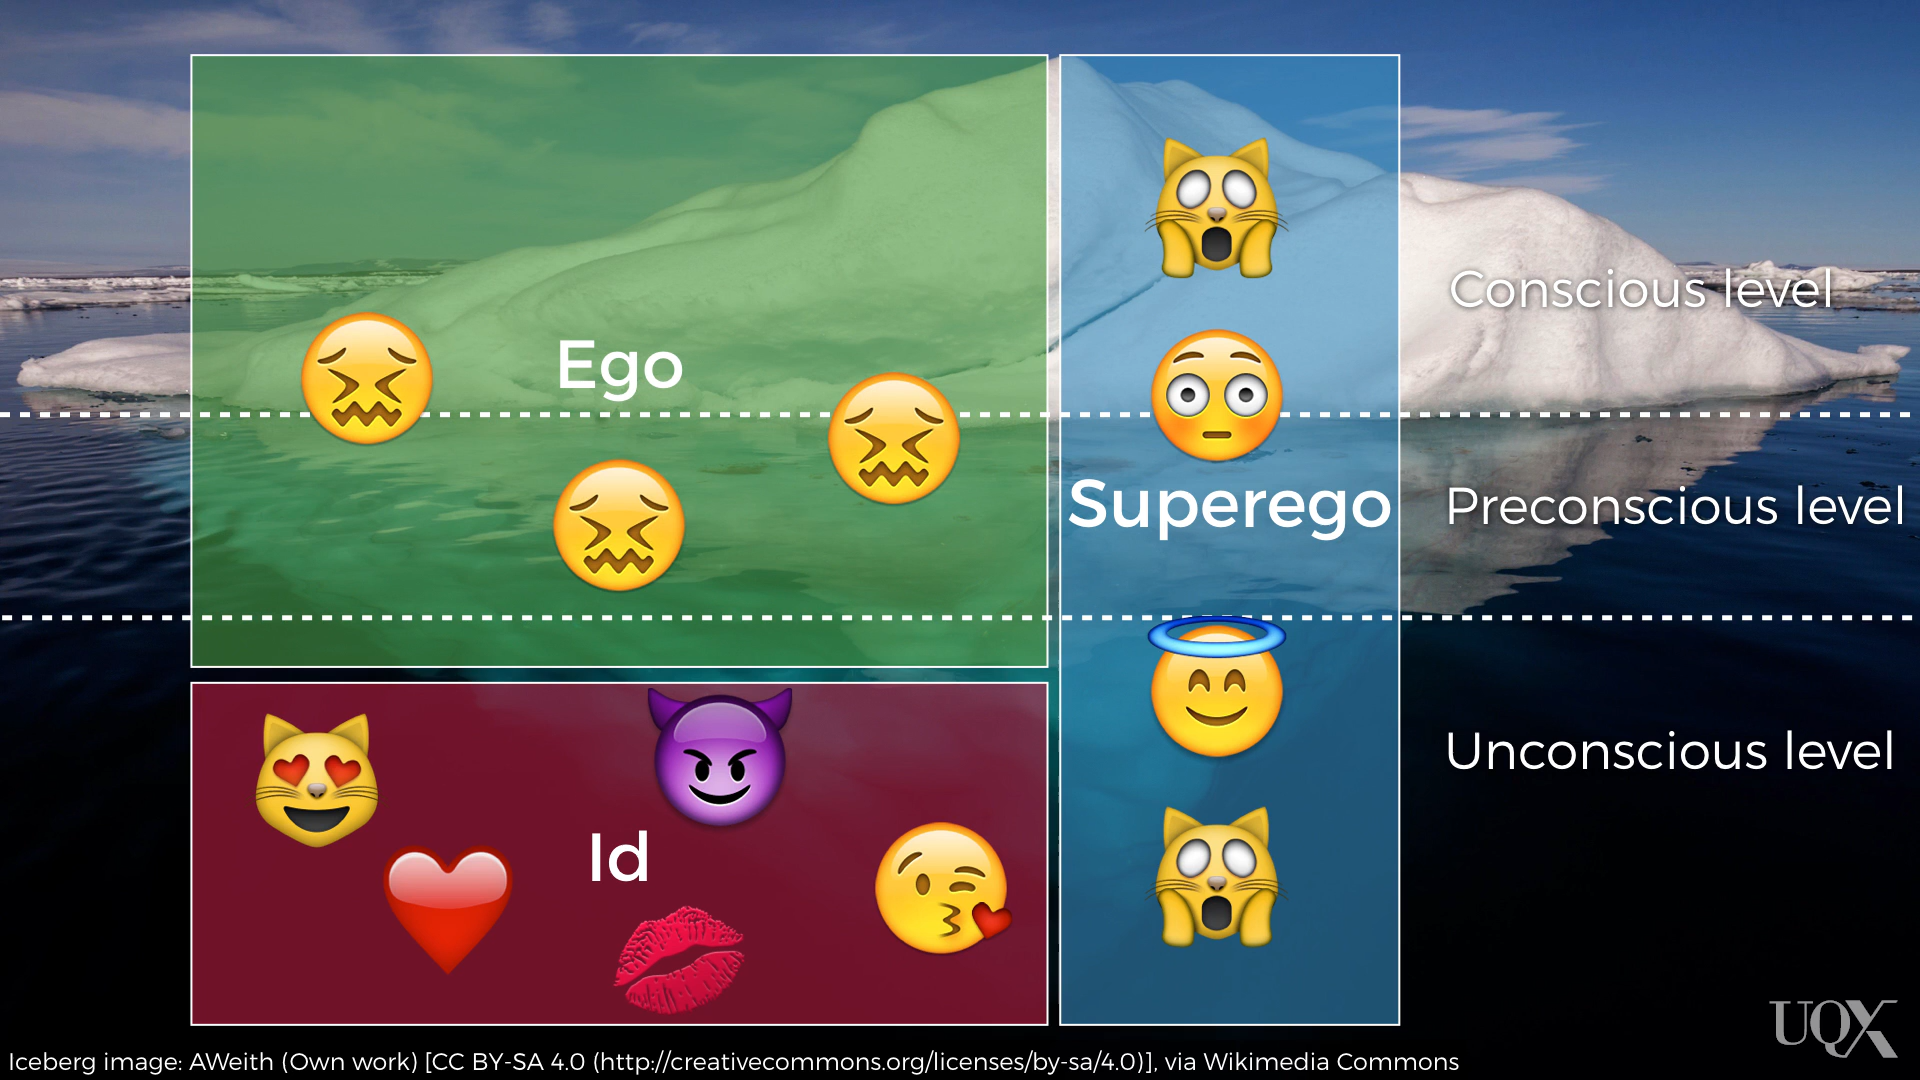 Conscious level
Ego
Superego
Preconscious level
Unconscious level
Id
UQX
Iceberg image: AWeith (Own work) [CC BY-SA 4.0 (http://creativecommons.org/licenses/by-sa/4.0)], via Wikimedia Commons